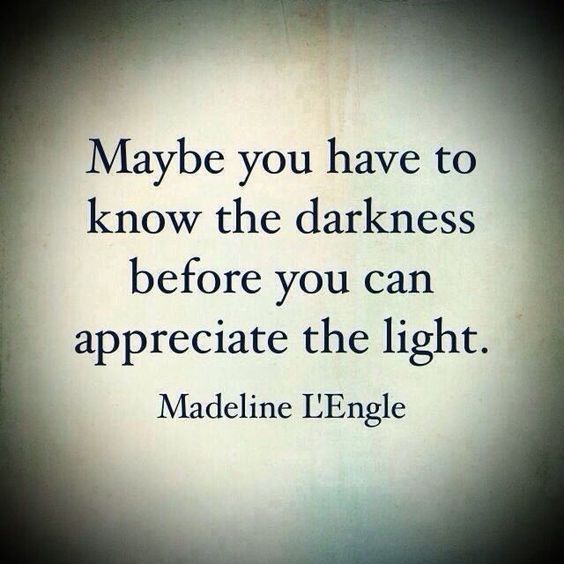 Maybe you have to
know the darkness
before you can
appreciate the light.
Madeline L'Engle